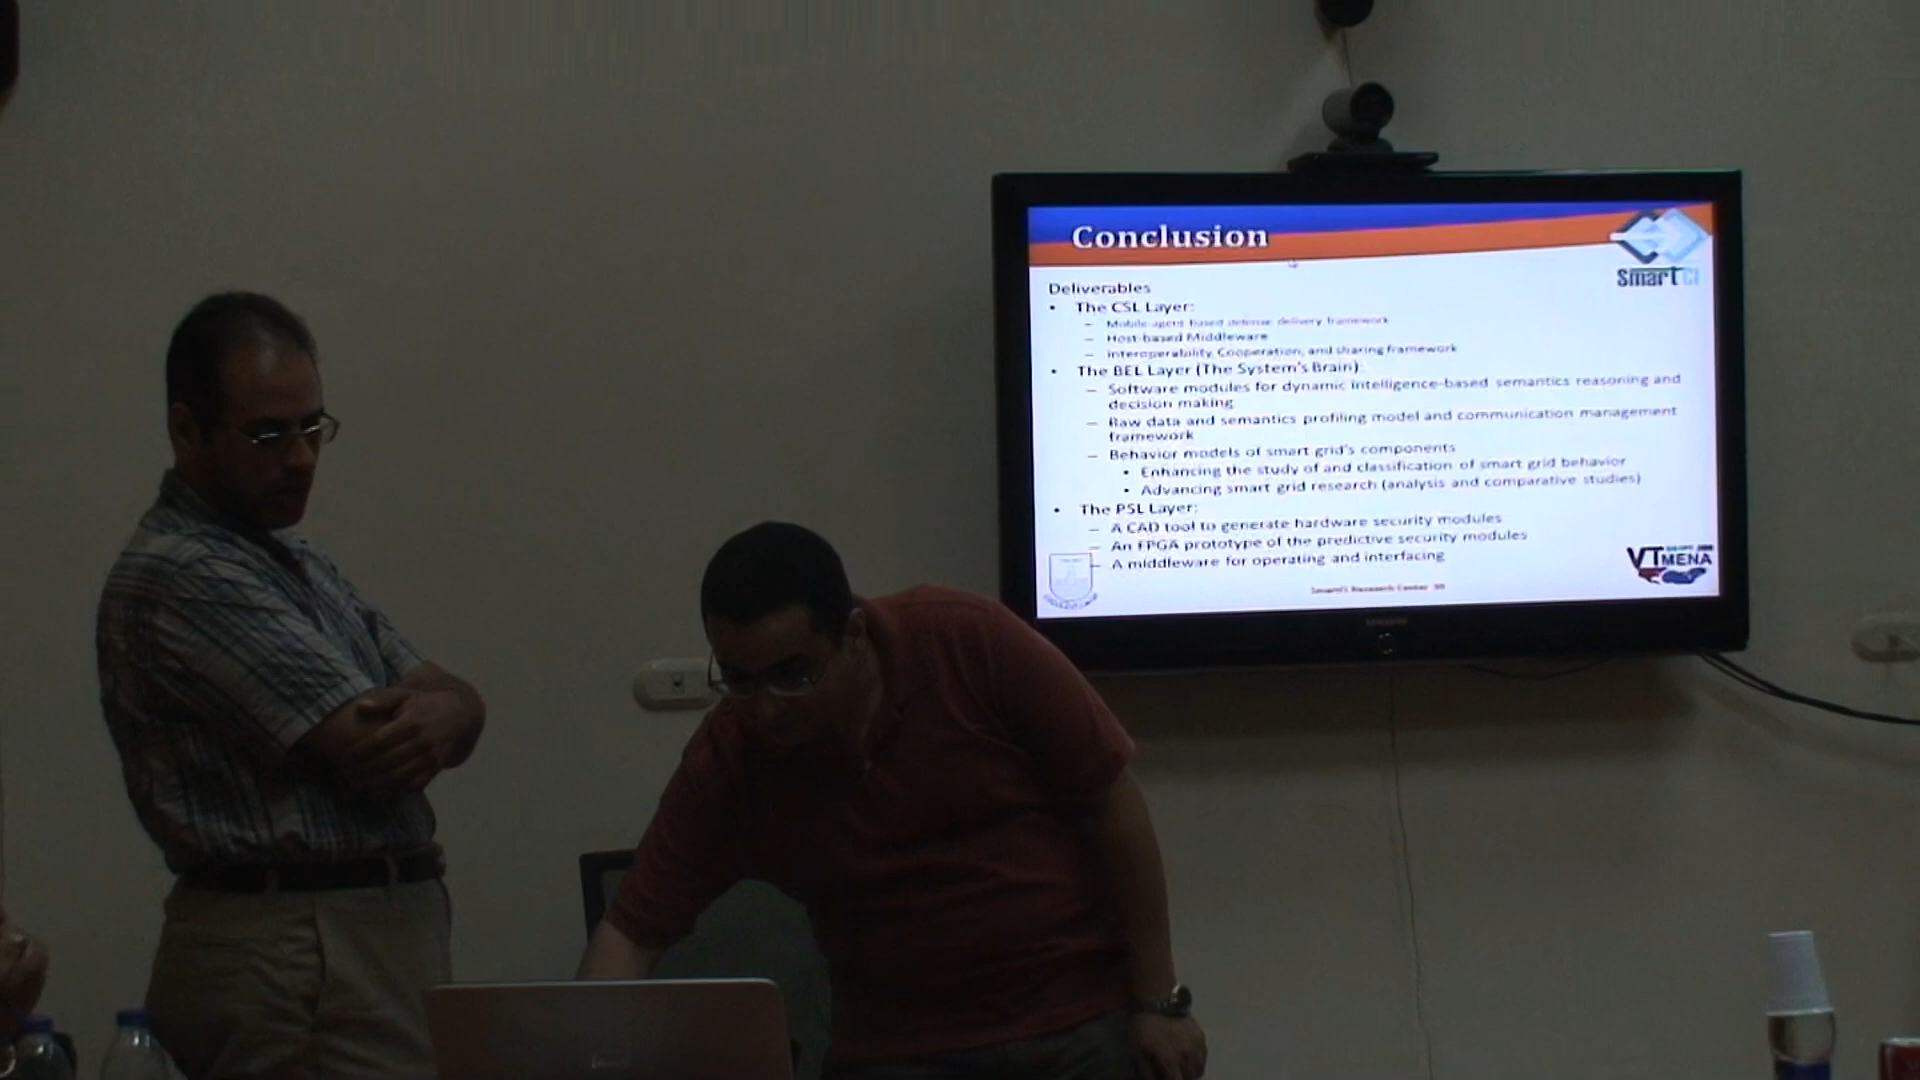 Conclusion
Smart CI
Deliverables
• The CSL Layer:
– Mobile-agent based defense delivery framework
– Host-based Middleware
– Interoperability, Cooperation, and sharing framework
• The BEL Layer (The System's Brain):
– Software modules for dynamic intelligence-based semantics reasoning and
decision making
– Raw data and semantics profiling model and communication management
framework
– Behavior models of smart grid's components
• Enhancing the study of and classification of smart grid behavior
• Advancing smart grid research (analysis and comparative studies)
• The PSL Layer:
– A CAD tool to generate hardware security modules
– An FPGA prototype of the predictive security modules
– A middleware for operating and interfacing
VT MENA
SmartCI Research Center
SAMSUNG